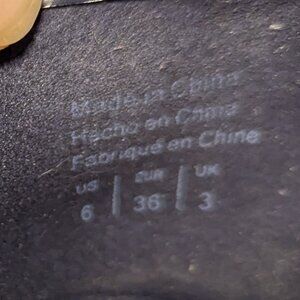 Made in China
Hecho en China
Fabriqué en Chine
US | EUR | UK
6 | 36 | 3